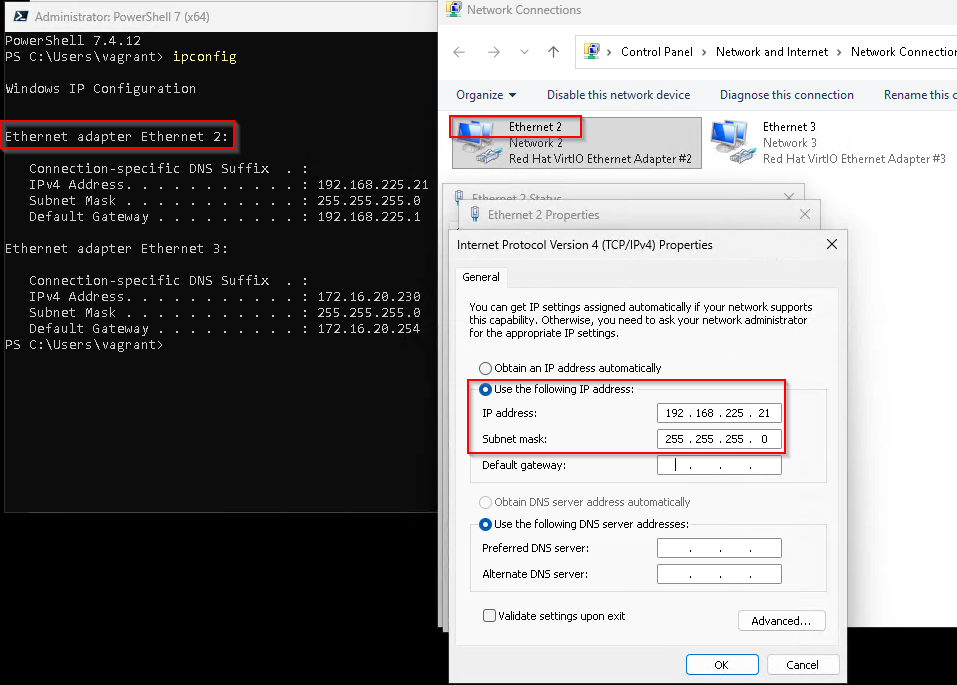 Administrator: PowerShell 7 (x64)
PowerShell 7.4.12
PS C:\Users\vagrant> ipconfig
Windows IP Configuration
Ethernet adapter Ethernet 2:
Connection-specific DNS Suffix . :
IPv4 Address. . . . . . . . . . . : 192.168.225.21
Subnet Mask . . . . . . . . . . . : 255.255.255.0
Default Gateway . . . . . . . . . : 192.168.225.1
Ethernet adapter Ethernet 3:
Connection-specific DNS Suffix . :
IPv4 Address. . . . . . . . . . . : 172.16.20.230
Subnet Mask . . . . . . . . . . . : 255.255.255.0
Default Gateway . . . . . . . . . : 172.16.20.254
PS C:\Users\vagrant>
Network Connections
Control Panel > Network and Internet > Network Connection
Organize Disable this network device Diagnose this connection Rename this c
Ethernet 2
Network 2
Red Hat VirtIO Ethernet Adapter #2
Ethernet 3
Network 3
Red Hat VirtIO Ethernet Adapter #3
Ethernet 2 Status
Ethernet 2 Properties
Internet Protocol Version 4 (TCP/IPv4) Properties
General
You can get IP settings assigned automatically if your network supports
this capability. Otherwise, you need to ask your network administrator
for the appropriate IP settings.
Obtain an IP address automatically
Use the following IP address:
IP address: 192 . 168 . 225 . 21
Subnet mask: 255 . 255 . 255 . 0
Default gateway: . . .
Obtain DNS server address automatically
Use the following DNS server addresses:
Preferred DNS server: . . .
Alternate DNS server: . . .
Validate settings upon exit
Advanced...
OK Cancel